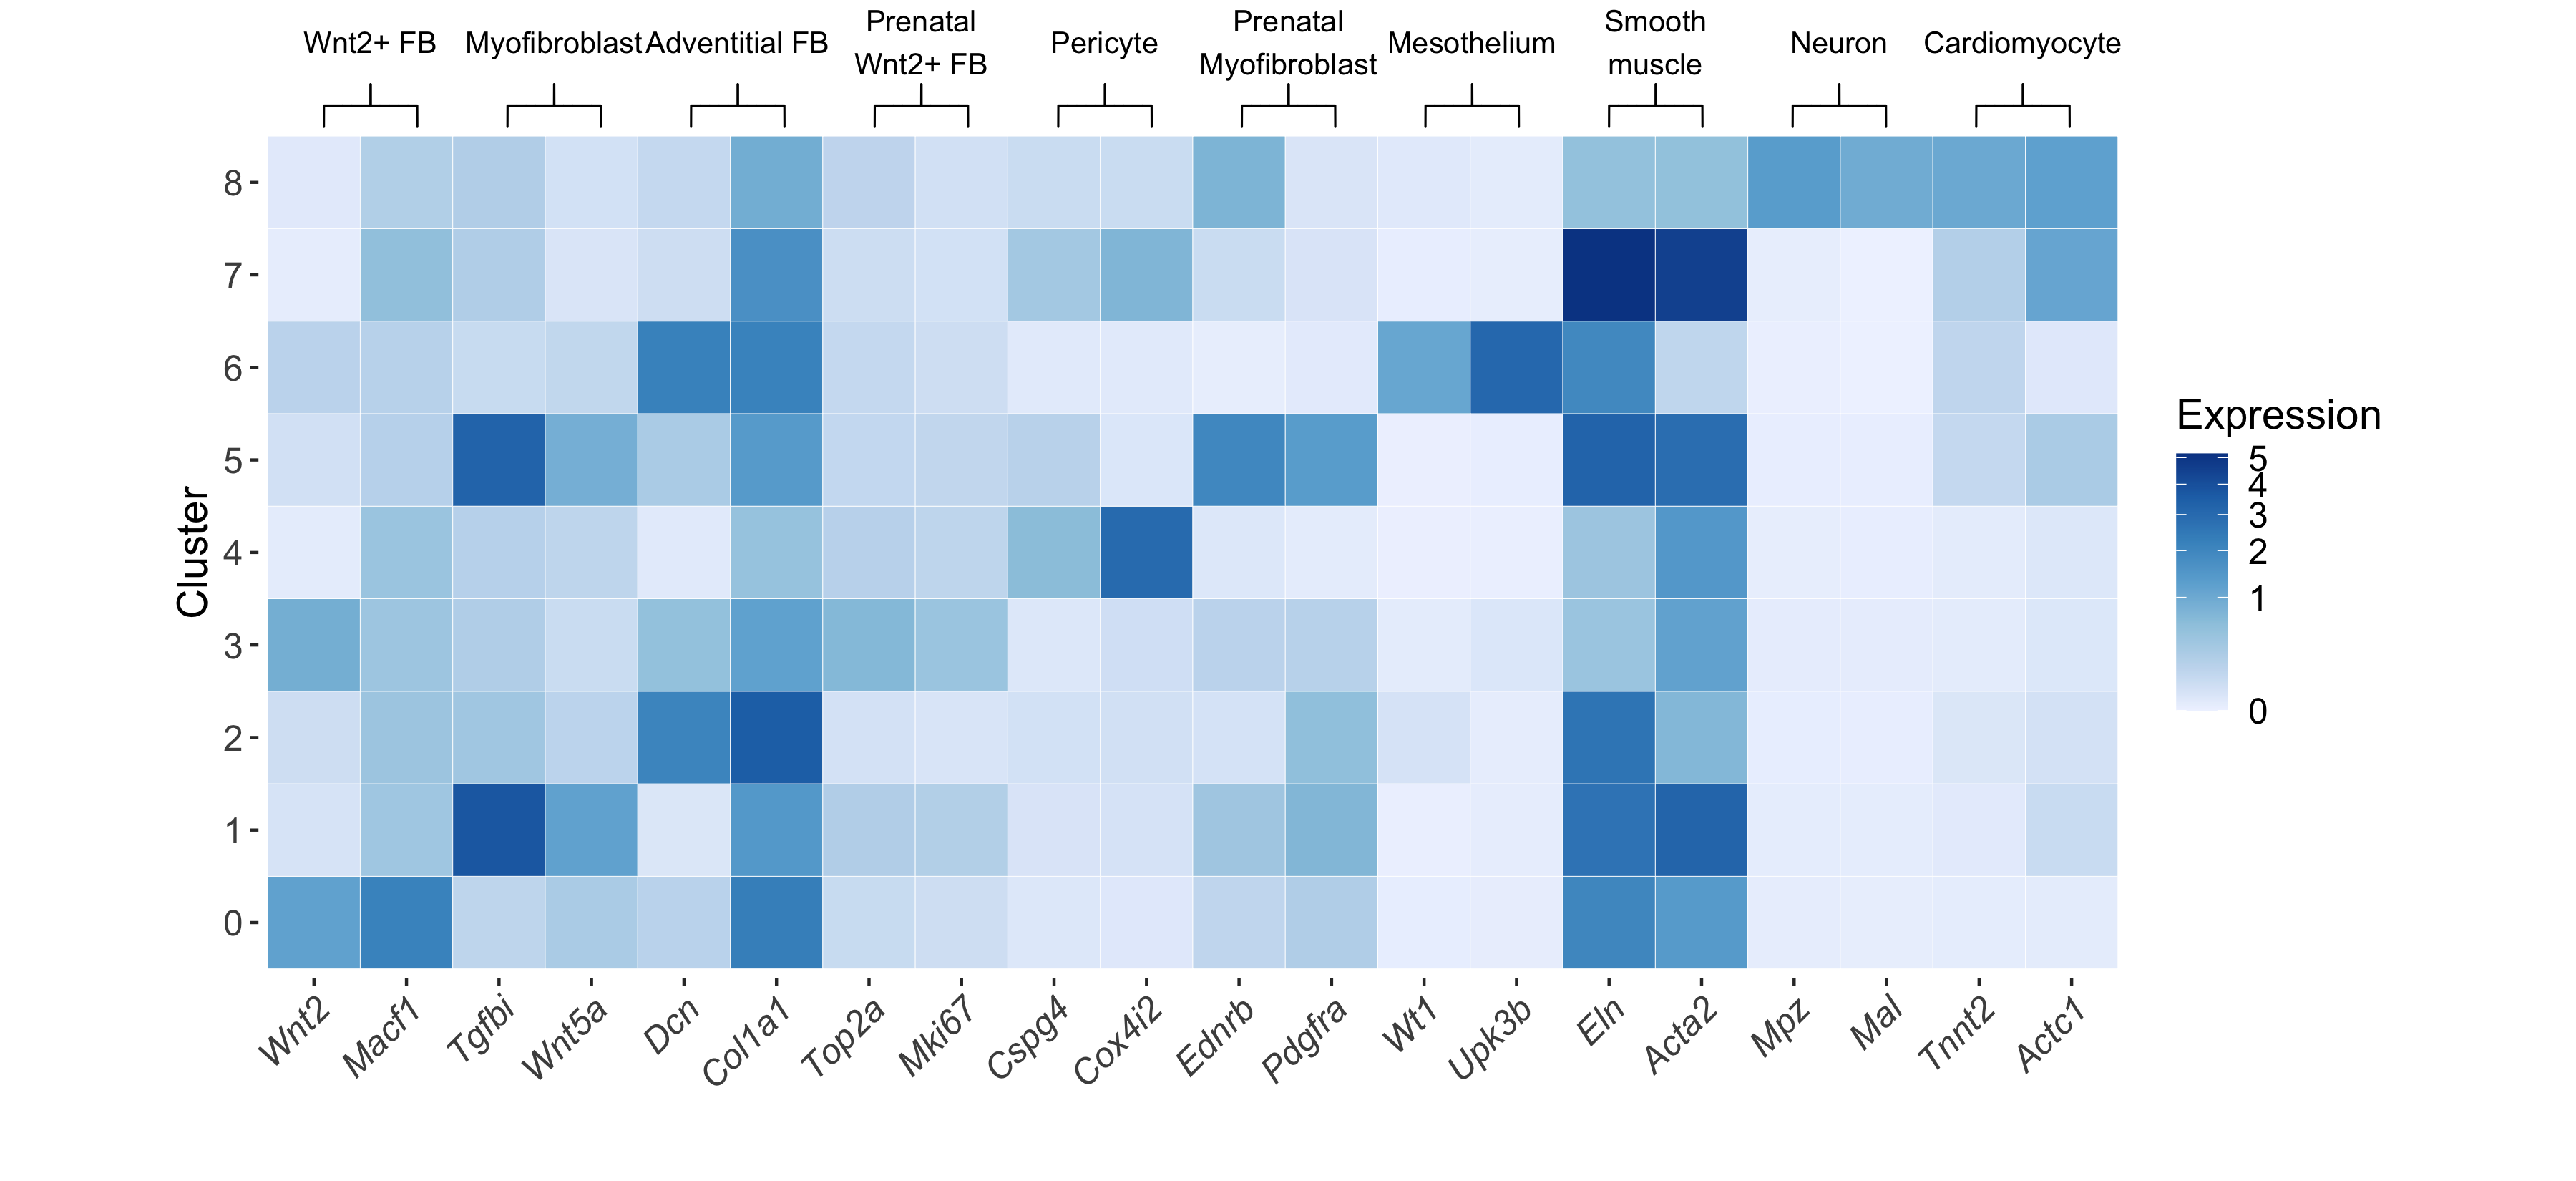 Wnt2+ FB
Myofibroblast
Adventitial FB
Prenatal
Wnt2+ FB
Pericyte
Prenatal
Myofibroblast
Mesothelium
Smooth
muscle
Neuron
Cardiomyocyte
8
7
6
5
4
3
2
1
0
Cluster
Wnt2
Macf1
Tgfbi
Wnt5a
Dcn
Col1a1
Top2a
Mki67
Cspg4
Cox4i2
Ednrb
Pdgfra
Wt1
Upk3b
Eln
Acta2
Mpz
Mal
Tnnt2
Actc1
Expression
5
4
3
2
1
0